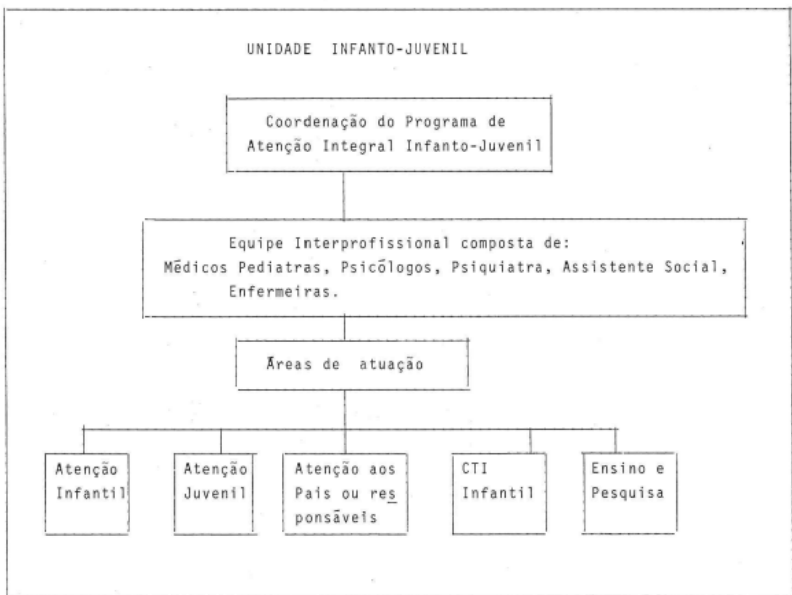 UNIDADE INFANTO-JUVENIL
Coordenação do Programa de
Atenção Integral Infanto-Juvenil
Equipe Interprofissional composta de:
Médicos Pediatras, Psicólogos, Psiquiatra, Assistente Social,
Enfermeiras.
Áreas de atuação
Atenção
Infantil
Atenção
Juvenil
Atenção aos
Pais ou res
ponsáveis
CTI
Infantil
Ensino e
Pesquisa